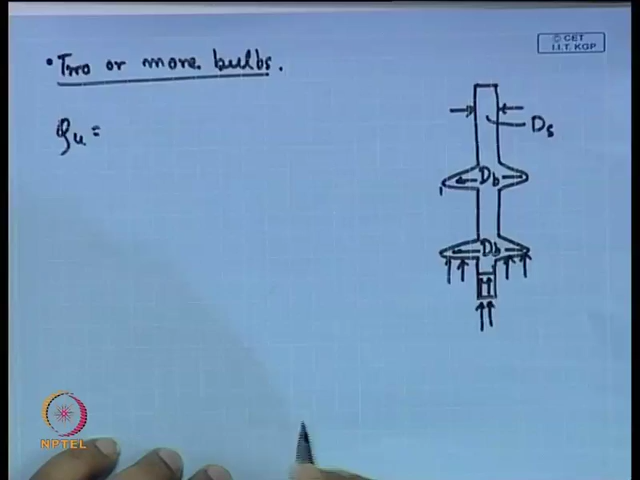 © CET
I.I.T. KGP
• Two or more bulbs.
Qu =
Ds
Db
Db
NPTEL